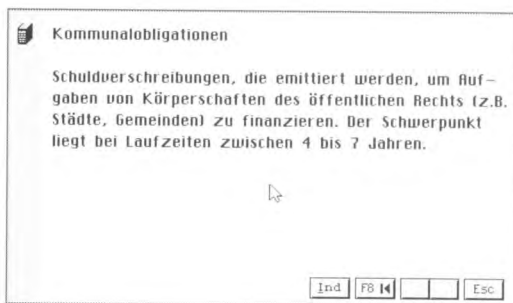 Kommunalobligationen
Schuldverschreibungen, die emittiert werden, um Auf-
gaben von Körperschaften des öffentlichen Rechts (z.B.
Städte, Gemeinden) zu finanzieren. Der Schwerpunkt
liegt bei Laufzeiten zwischen 4 bis 7 Jahren.
Ind F8 Esc